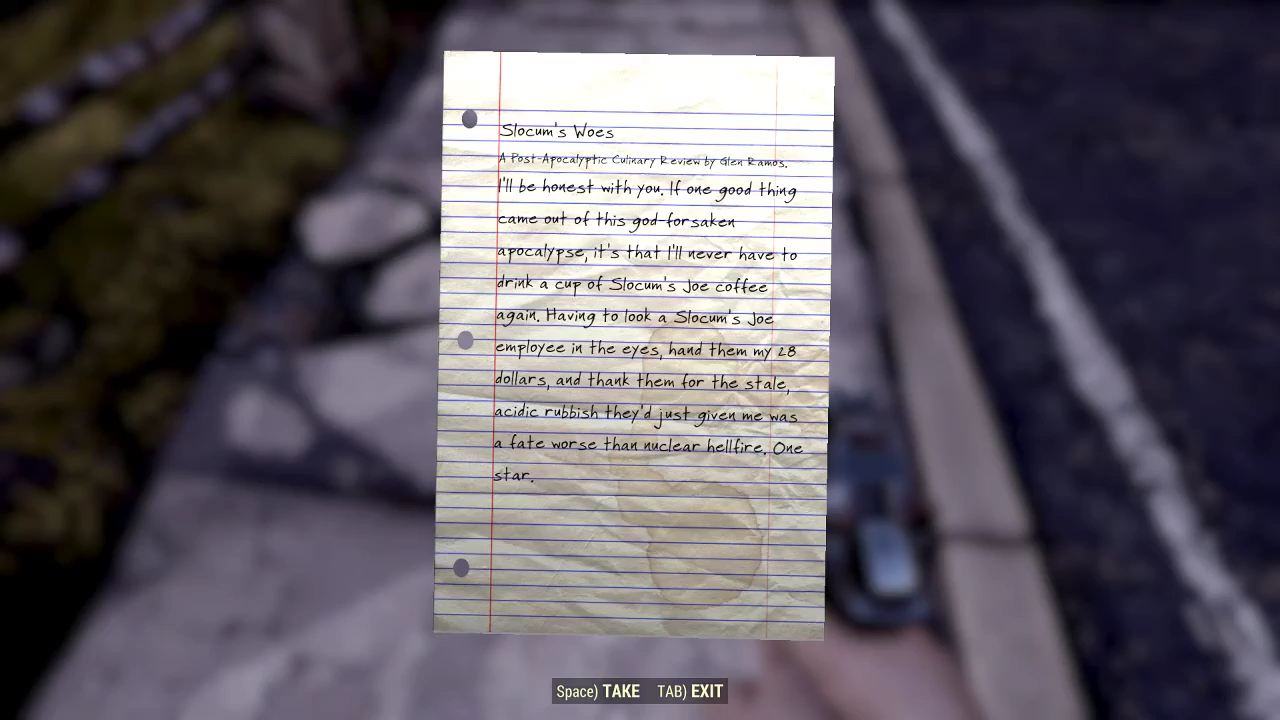 Slocum's Woes
A Post-Apocalyptic Culinary Review by Glen Ramos.
I'll be honest with you. If one good thing
came out of this god-forsaken
apocalypse, it's that I'll never have to
drink a cup of Slocum's Joe coffee
again. Having to look a Slocum's Joe
employee in the eyes, hand them my 28
dollars, and thank them for the stale,
acidic rubbish they'd just given me was
a fate worse than nuclear hellfire. One
star.
Space) TAKE TAB) EXIT